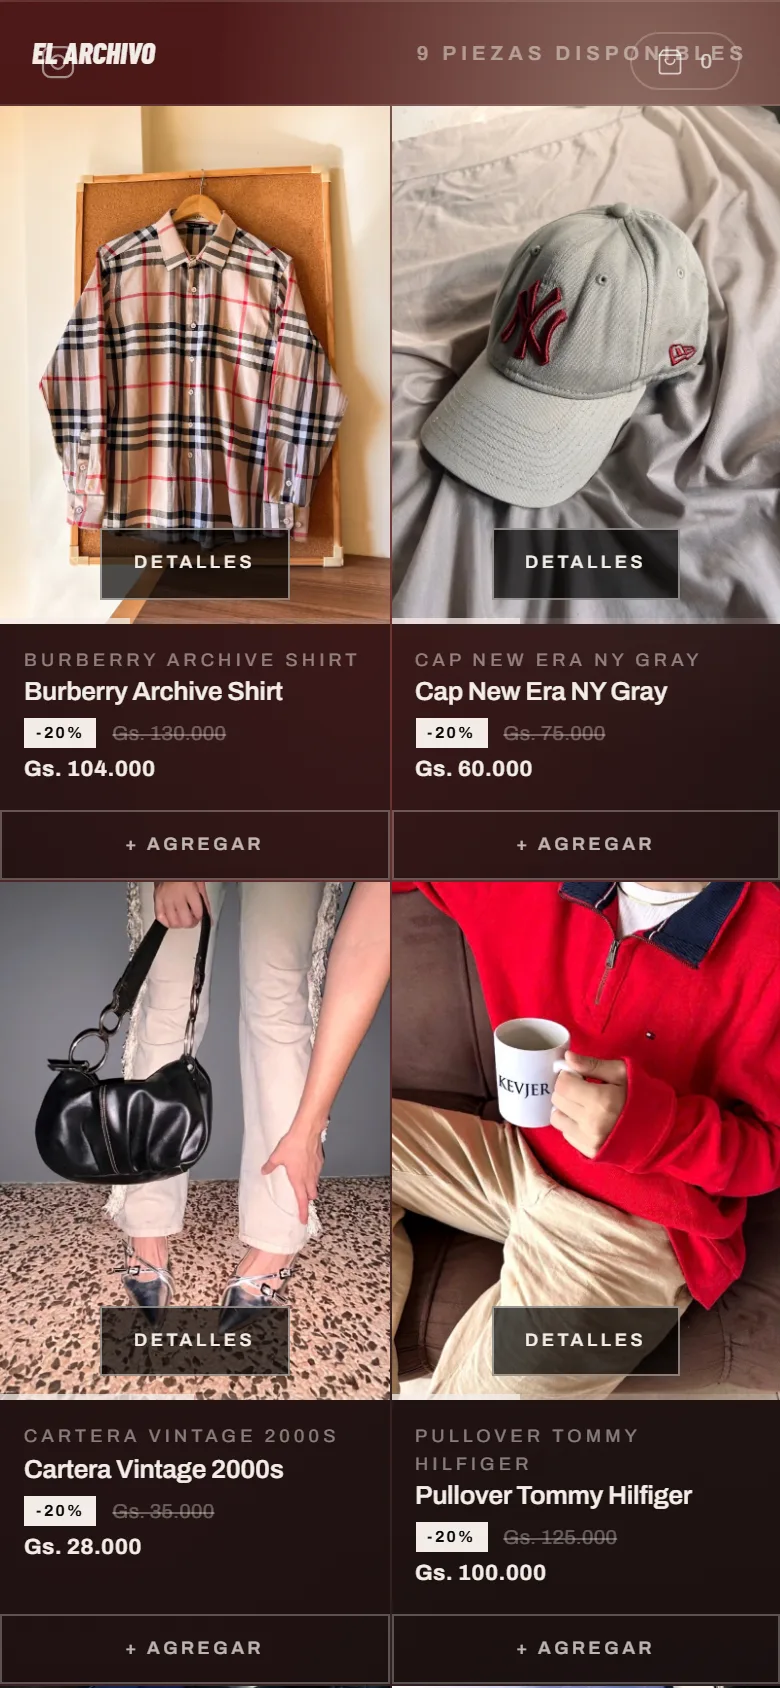 EL ARCHIVO
9 PIEZAS DISPONIBLES
0
NY
DETALLES
DETALLES
BURBERRY ARCHIVE SHIRT
Burberry Archive Shirt
-20% Gs. 130.000
Gs. 104.000
+ AGREGAR
CAP NEW ERA NY GRAY
Cap New Era NY Gray
-20% Gs. 75.000
Gs. 60.000
+ AGREGAR
KEVJER
DETALLES
DETALLES
CARTERA VINTAGE 2000S
Cartera Vintage 2000s
-20% Gs. 35.000
Gs. 28.000
+ AGREGAR
PULLOVER TOMMY
HILFIGER
Pullover Tommy Hilfiger
-20% Gs. 125.000
Gs. 100.000
+ AGREGAR